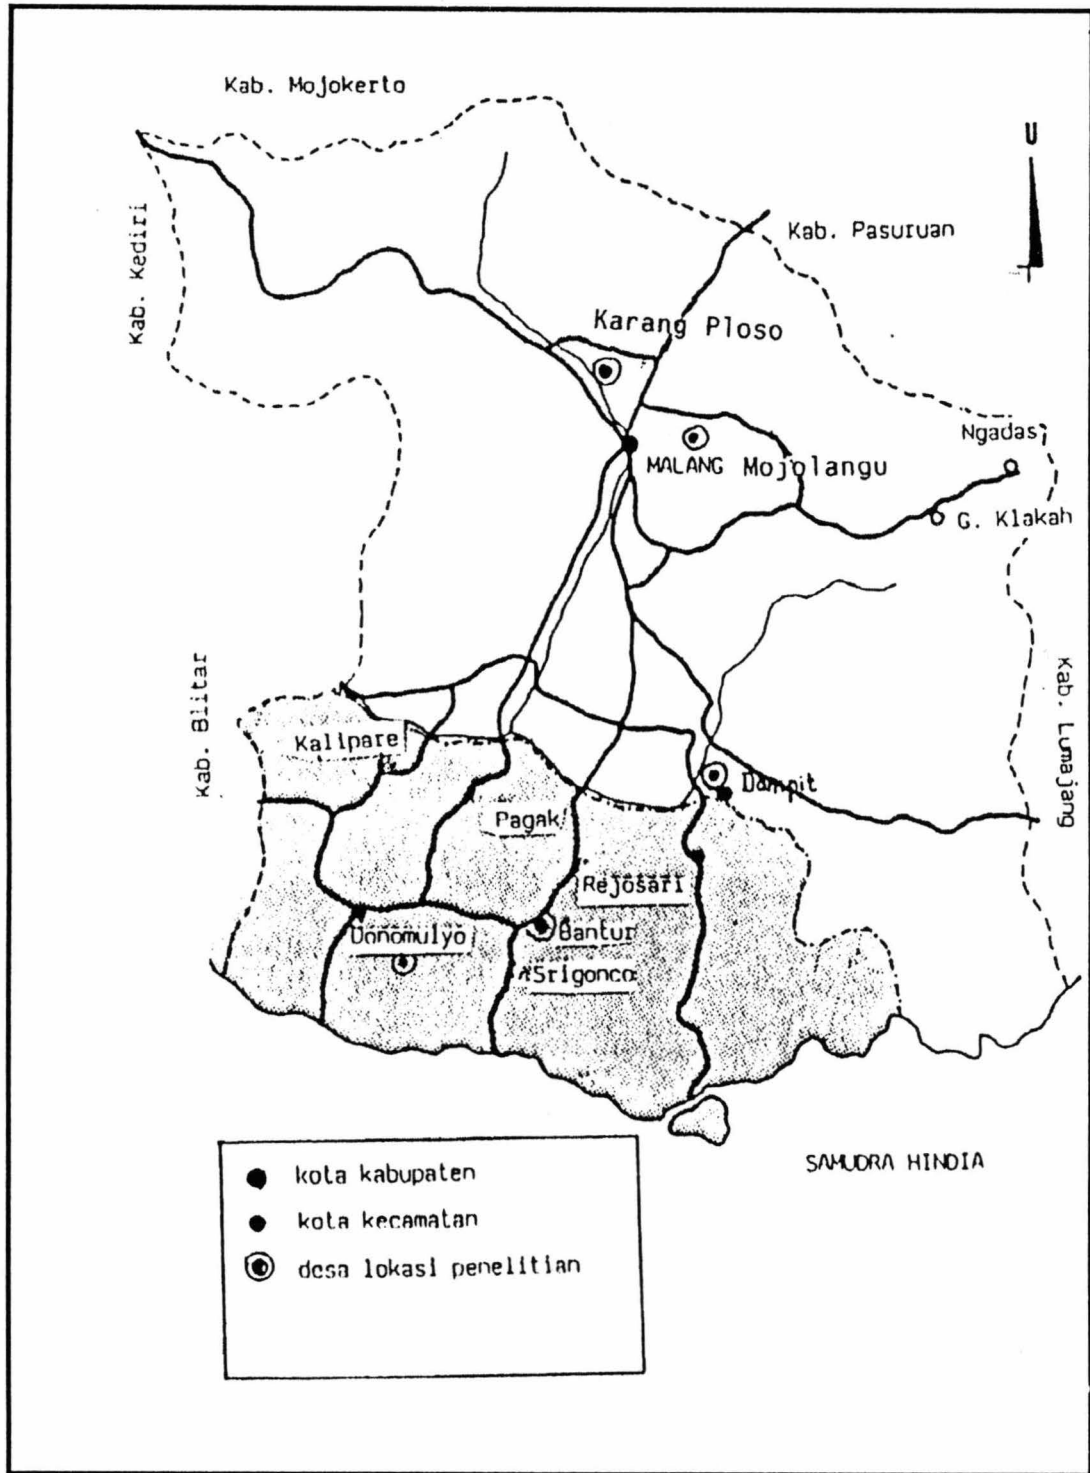 Kab. Mojokerto
U
Kab. Kediri
Kab. Pasuruan
Karang Ploso
Ngadas
MALANG Mojolangu
G. Klakah
Kab. Blitar
Kab. Lumajang
Kalipare
Dampit
Pagak
Rejosari
Bantur
Donomulyo
Srigonco
SAMUDRA HINDIA
kota kabupaten
kota kecamatan
desa lokasi penelitian